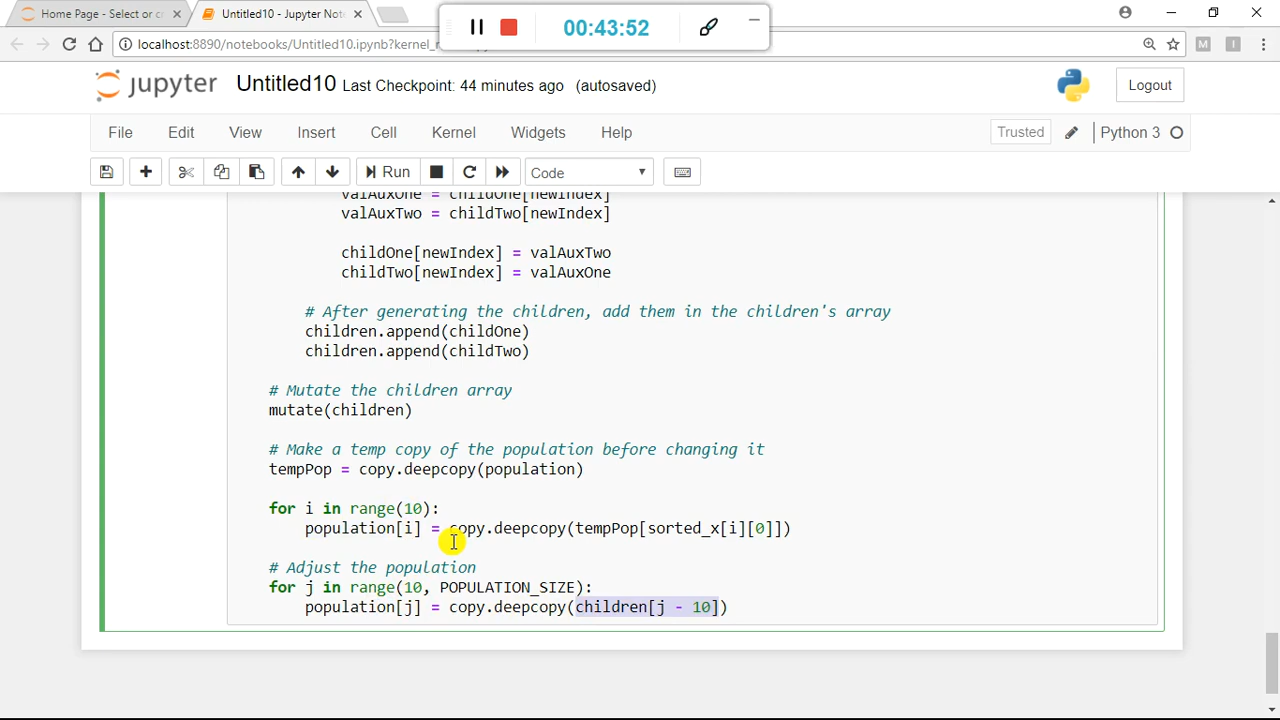 Home Page - Select or c
Untitled10 - Jupyter Not
00:43:52
localhost:8890/notebooks/Untitled10.ipynb?kernel_
M
I
jupyter Untitled10 Last Checkpoint: 44 minutes ago (autosaved)
Logout
File Edit View Insert Cell Kernel Widgets Help
Trusted Python 3
Run Code
valAuxOne = childOne[newIndex]
valAuxTwo = childTwo[newIndex]
childOne[newIndex] = valAuxTwo
childTwo[newIndex] = valAuxOne
# After generating the children, add them in the children's array
children.append(childOne)
children.append(childTwo)
# Mutate the children array
mutate(children)
# Make a temp copy of the population before changing it
tempPop = copy.deepcopy(population)
for i in range(10):
population[i] = copy.deepcopy(tempPop[sorted_x[i][0]])
# Adjust the population
for j in range(10, POPULATION_SIZE):
population[j] = copy.deepcopy(children[j - 10])